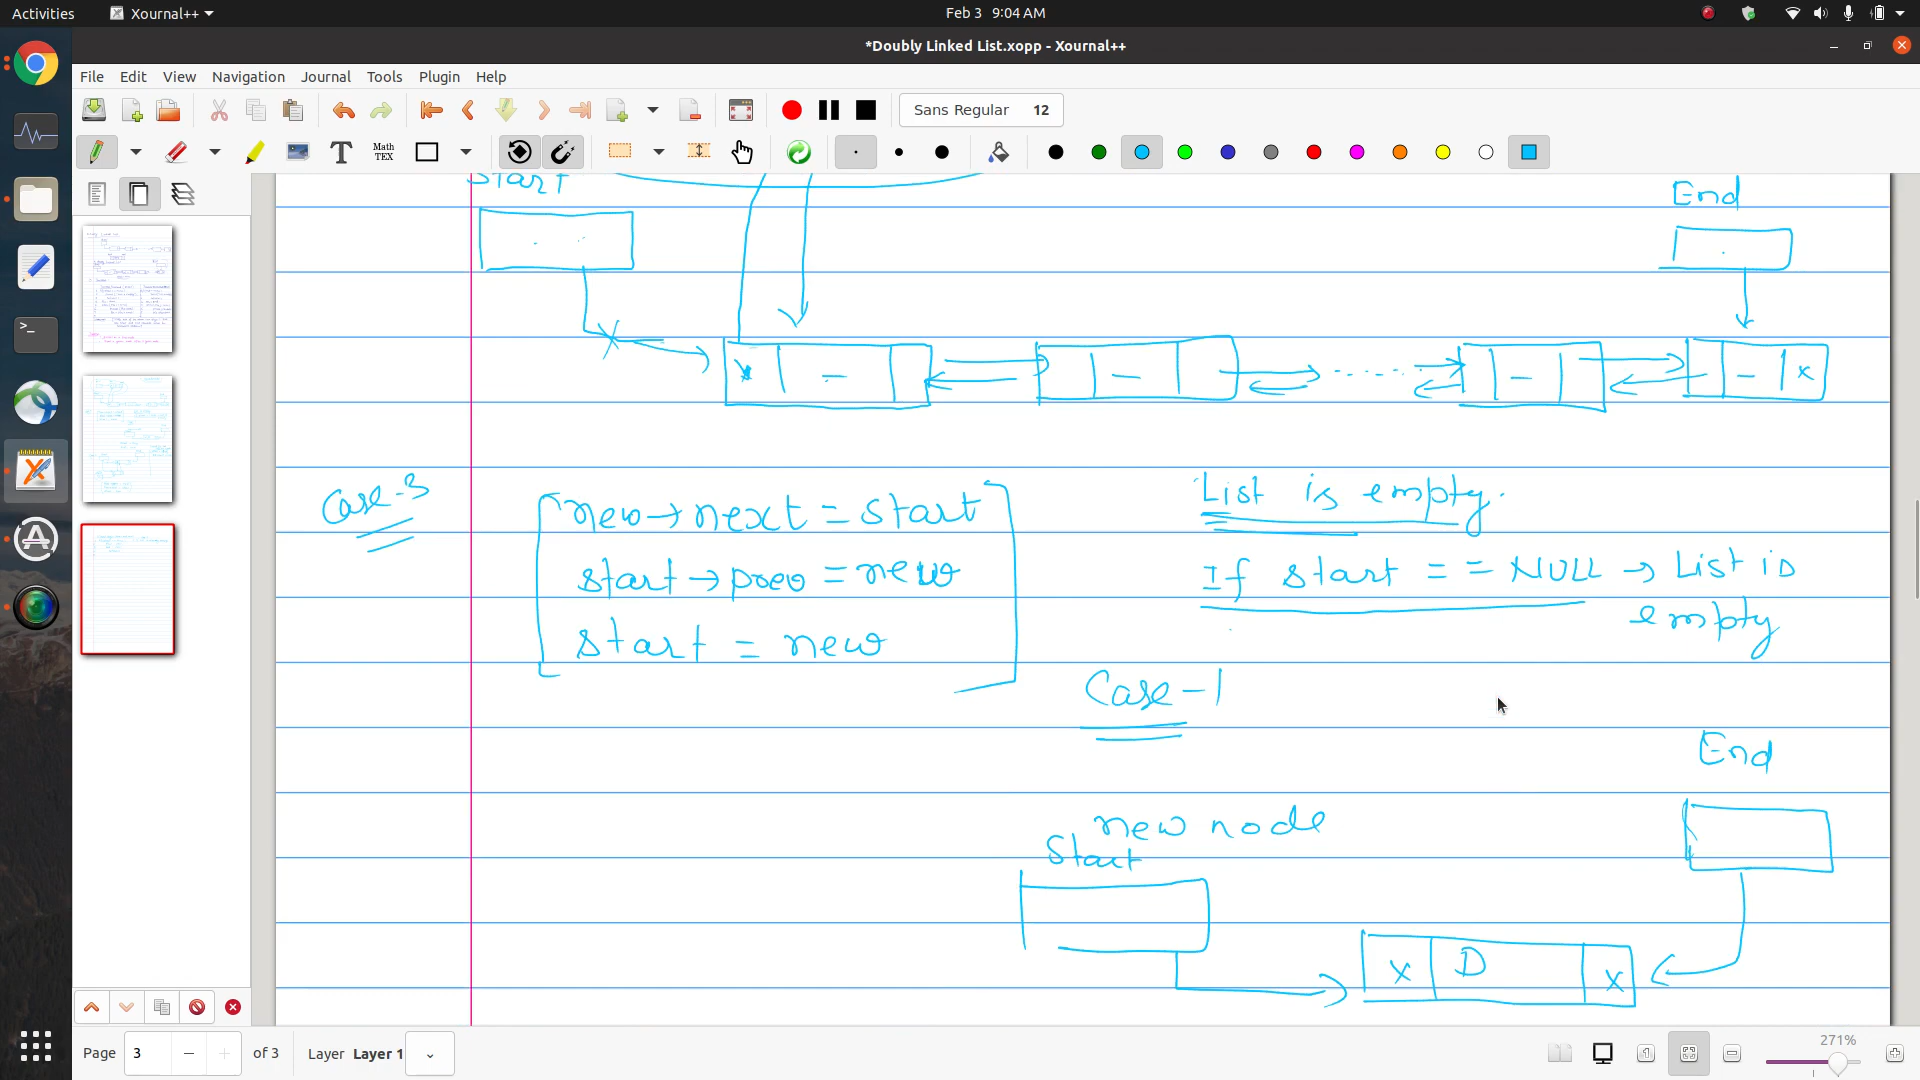 Activities Xournal++ Feb 3 9:04 AM
*Doubly Linked List.xopp - Xournal++
File Edit View Navigation Journal Tools Plugin Help
Sans Regular 12
Math TEX
Start End
x - - - - x
Case-3
new→next = start
start→prev = new
start = new
List is empty.
If start == NULL → List is
empty
Case-1
End
new node
Start
x D x
Page 3 of 3 Layer Layer 1 271%